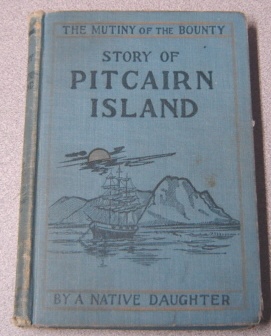 THE MUTINY OF THE BOUNTY
STORY OF
PITCAIRN
ISLAND
BY A NATIVE DAUGHTER